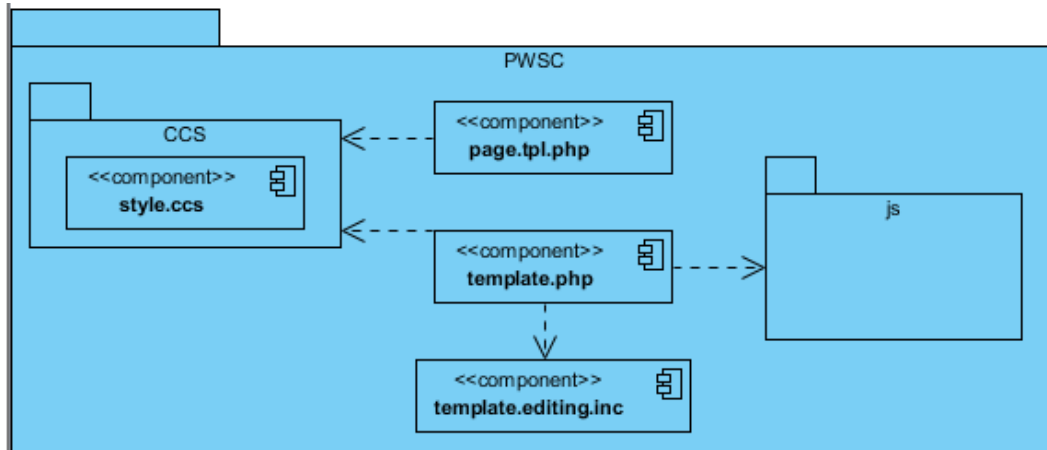 PWSC
CCS
<<component>>
style.ccs
<<component>>
page.tpl.php
<<component>>
template.php
js
<<component>>
template.editing.inc